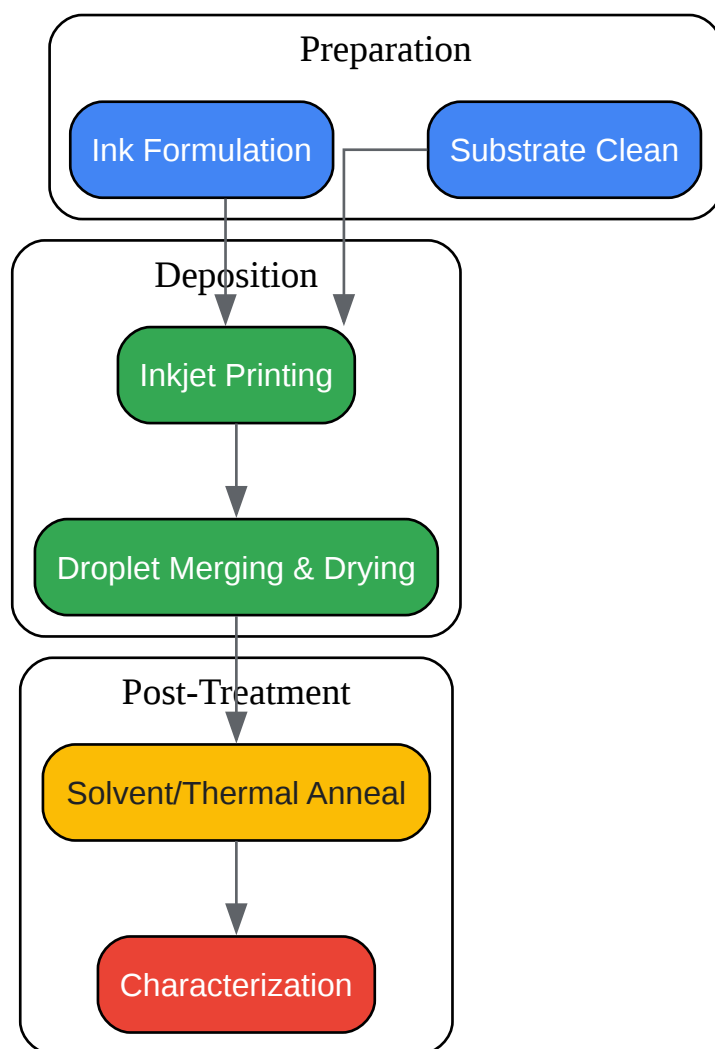 Preparation
Ink Formulation
Substrate Clean
Deposition
Inkjet Printing
Droplet Merging & Drying
Post-Treatment
Solvent/Thermal Anneal
Characterization